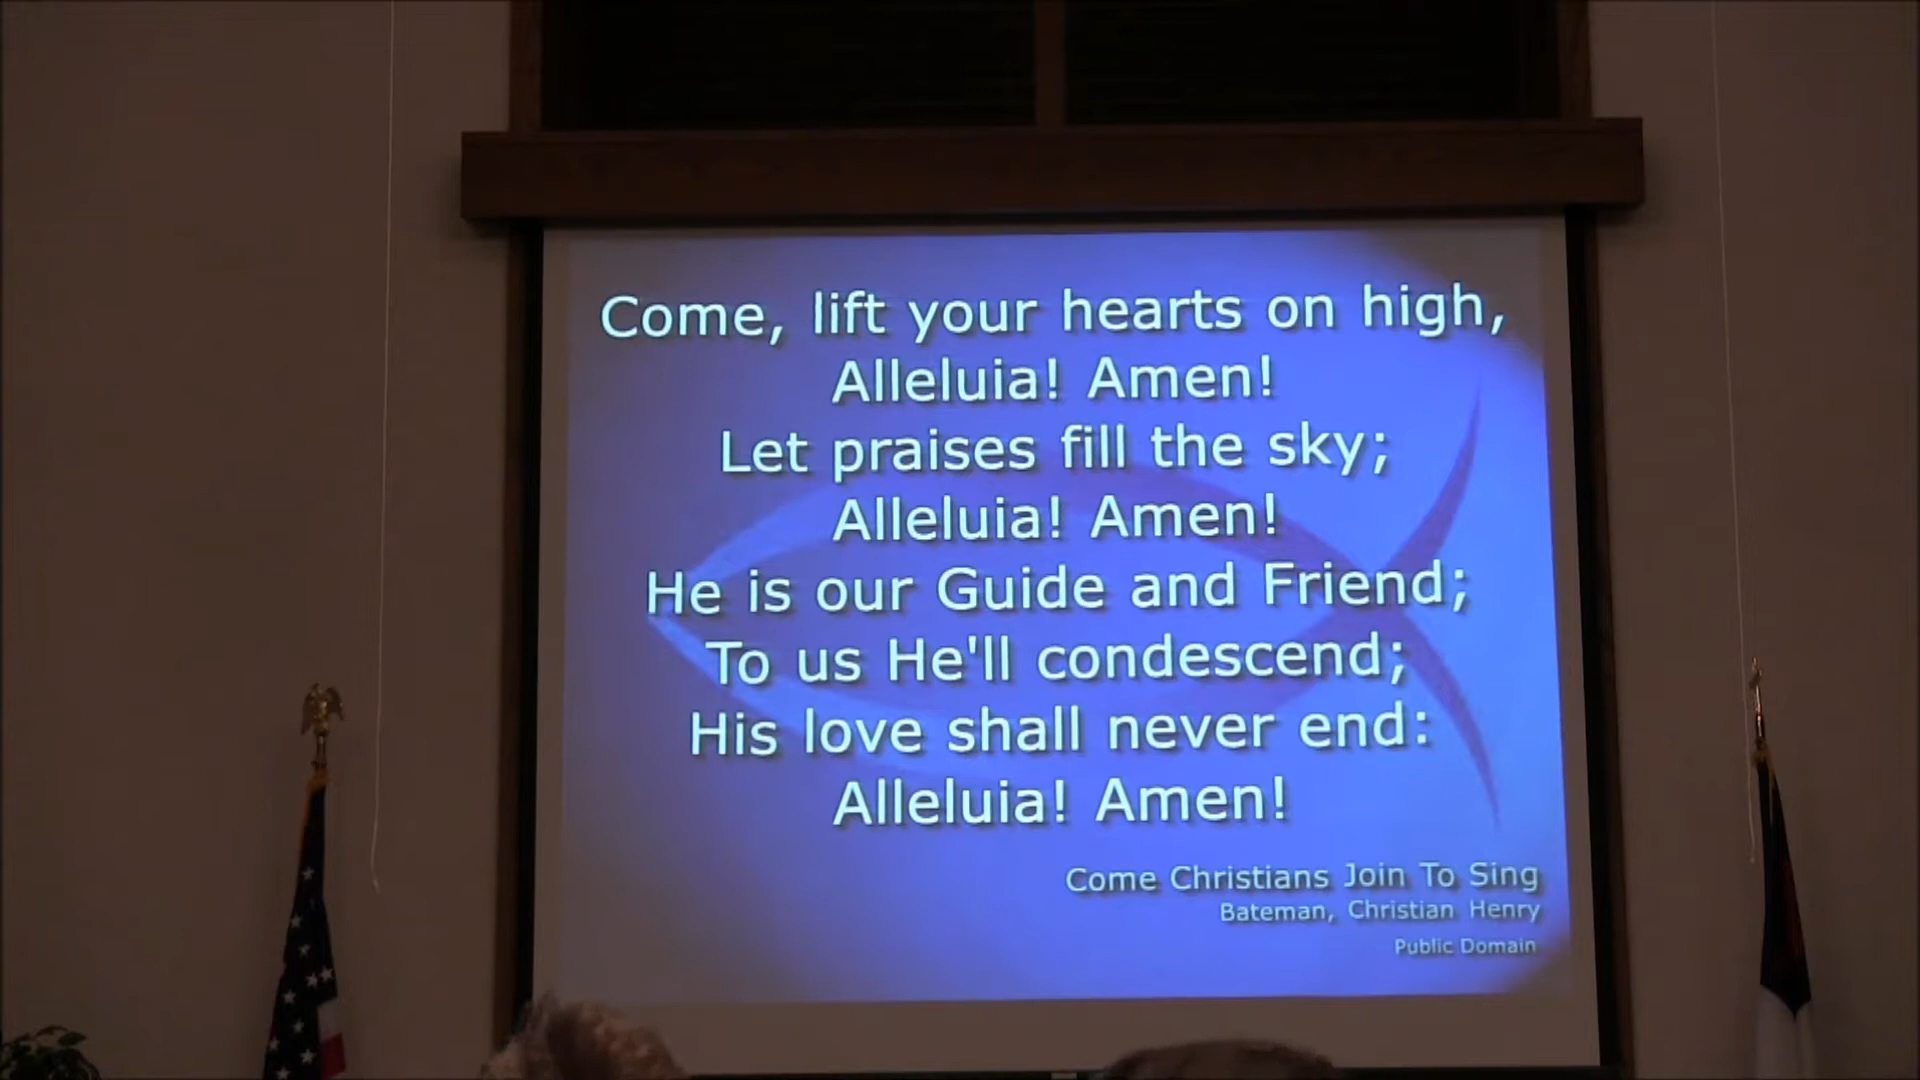 Come, lift your hearts on high,
Alleluia! Amen!
Let praises fill the sky;
Alleluia! Amen!
He is our Guide and Friend;
To us He'll condescend;
His love shall never end:
Alleluia! Amen!
Come Christians Join To Sing
Bateman, Christian Henry
Public Domain